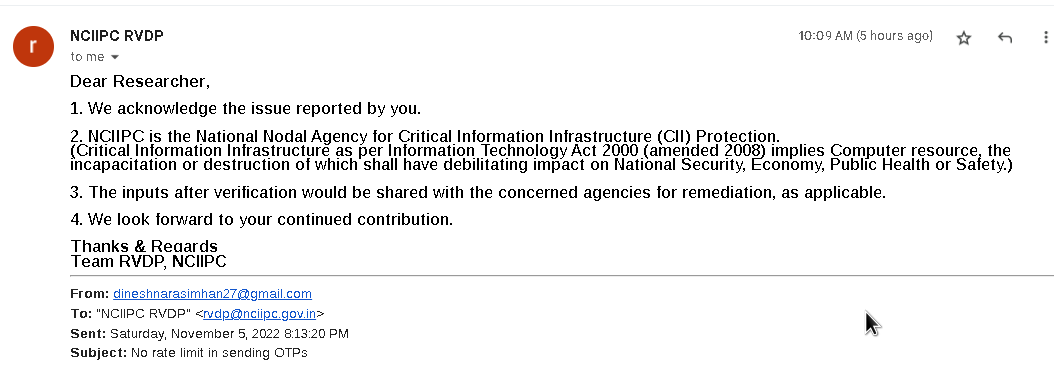 r
NCIIPC RVDP
10:09 AM (5 hours ago)
to me
Dear Researcher,
1. We acknowledge the issue reported by you.
2. NCIIPC is the National Nodal Agency for Critical Information Infrastructure (CII) Protection.
(Critical Information Infrastructure as per Information Technology Act 2000 (amended 2008) implies Computer resource, the
incapacitation or destruction of which shall have debilitating impact on National Security, Economy, Public Health or Safety.)
3. The inputs after verification would be shared with the concerned agencies for remediation, as applicable.
4. We look forward to your continued contribution.
Thanks & Regards
Team RVDP, NCIIPC
From: dineshnarasimhan27@gmail.com
To: "NCIIPC RVDP" <rvdp@nciipc.gov.in>
Sent: Saturday, November 5, 2022 8:13:20 PM
Subject: No rate limit in sending OTPs